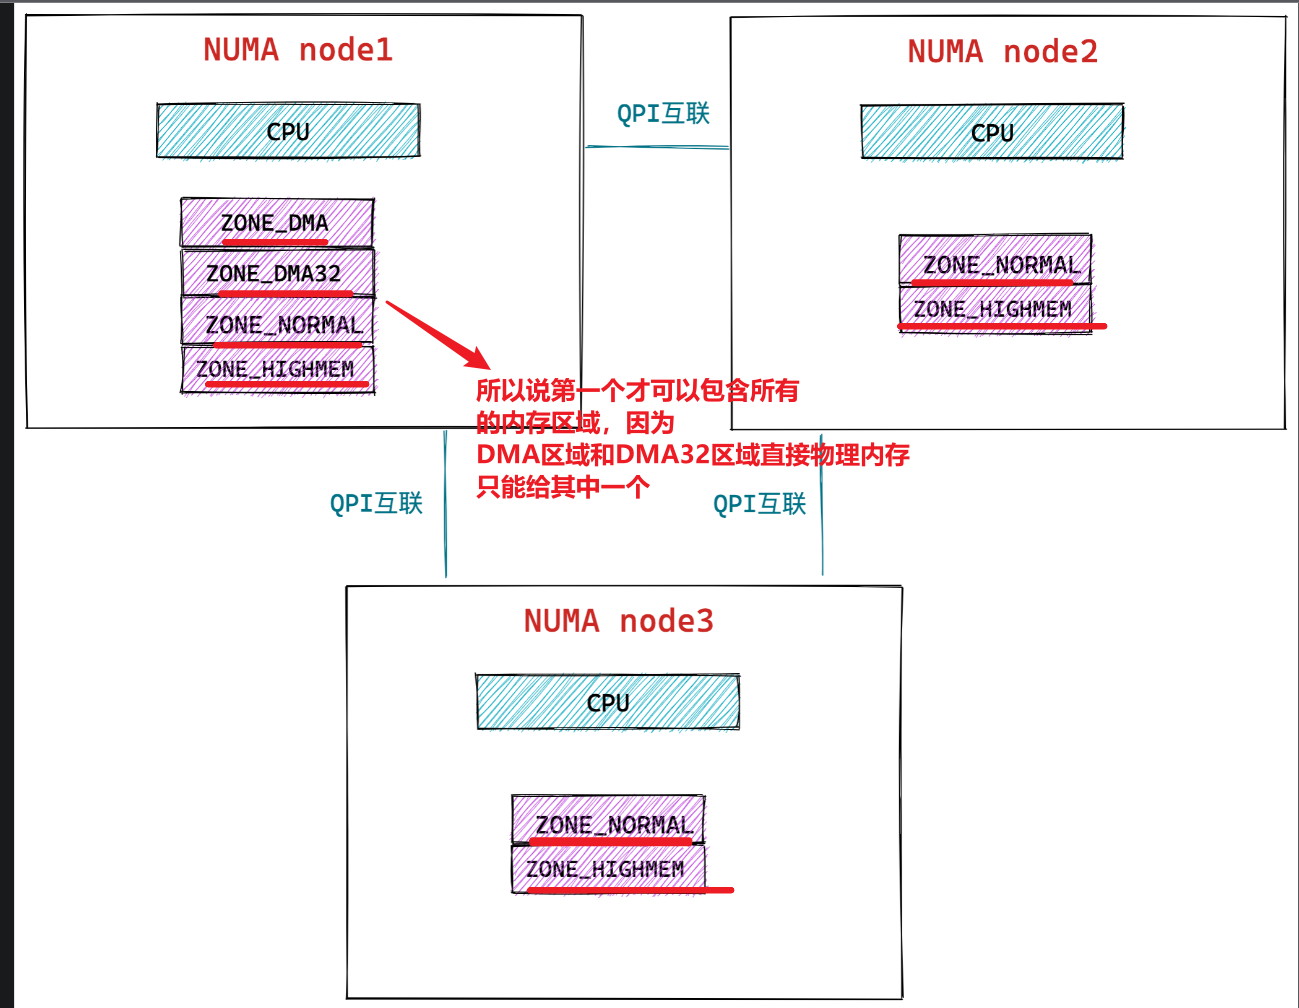 NUMA node1
CPU
ZONE_DMA
ZONE_DMA32
ZONE_NORMAL
ZONE_HIGHMEM
QPI互联
NUMA node2
CPU
ZONE_NORMAL
ZONE_HIGHMEM
所以说第一个才可以包含所有
的内存区域，因为
DMA区域和DMA32区域直接物理内存
只能给其中一个
QPI互联
QPI互联
NUMA node3
CPU
ZONE_NORMAL
ZONE_HIGHMEM